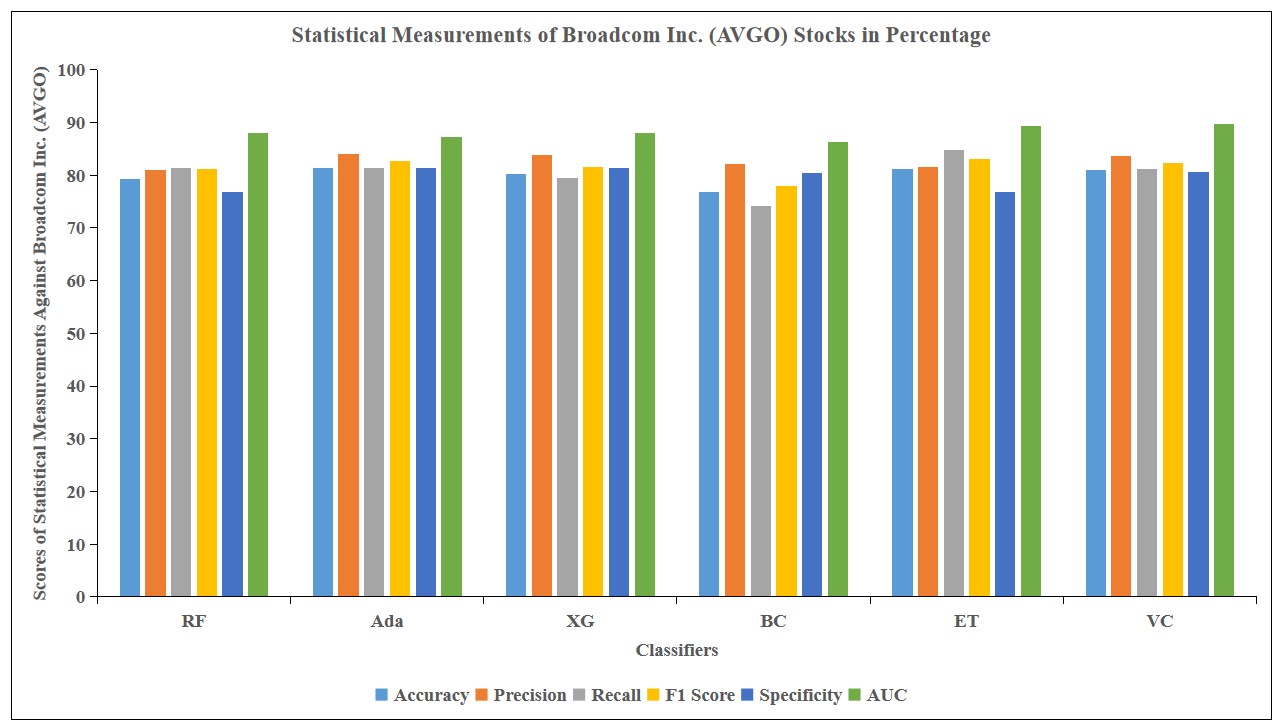 Statistical Measurements of Broadcom Inc. (AVGO) Stocks in Percentage
Scores of Statistical Measurements Against Broadcom Inc. (AVGO)
100
90
80
70
60
50
40
30
20
10
0
RF Ada XG BC ET VC
Classifiers
Accuracy Precision Recall F1 Score Specificity AUC